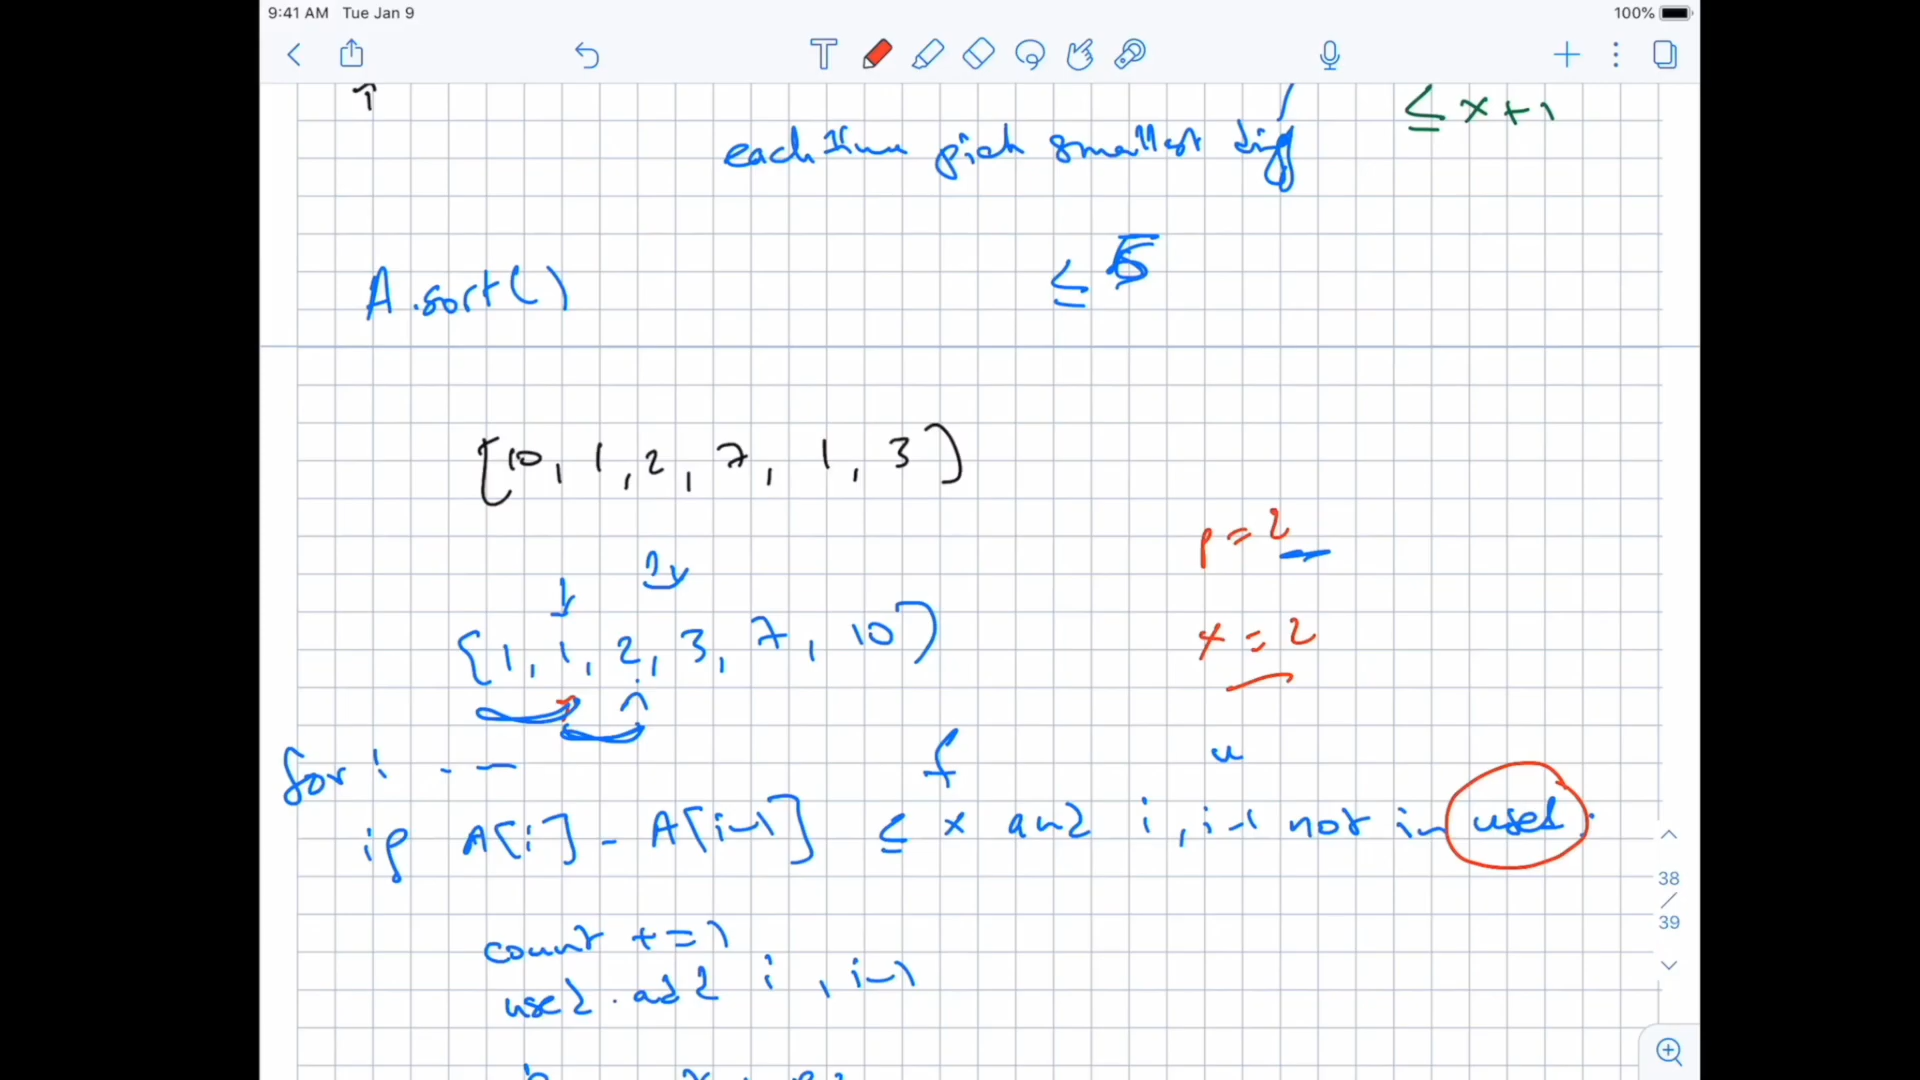 9:41 AM Tue Jan 9 100%
≤ x+1
each time pick smallest diff
A.sort() ≤ 5
[10, 1, 2, 7, 1, 3]
p = 2
[1, 1, 2, 3, 7, 10]
x = 2
for i . . —
if A[i] - A[i-1] ≤ x and i, i-1 not in used.
38
39
count += 1
used. add i, i-1